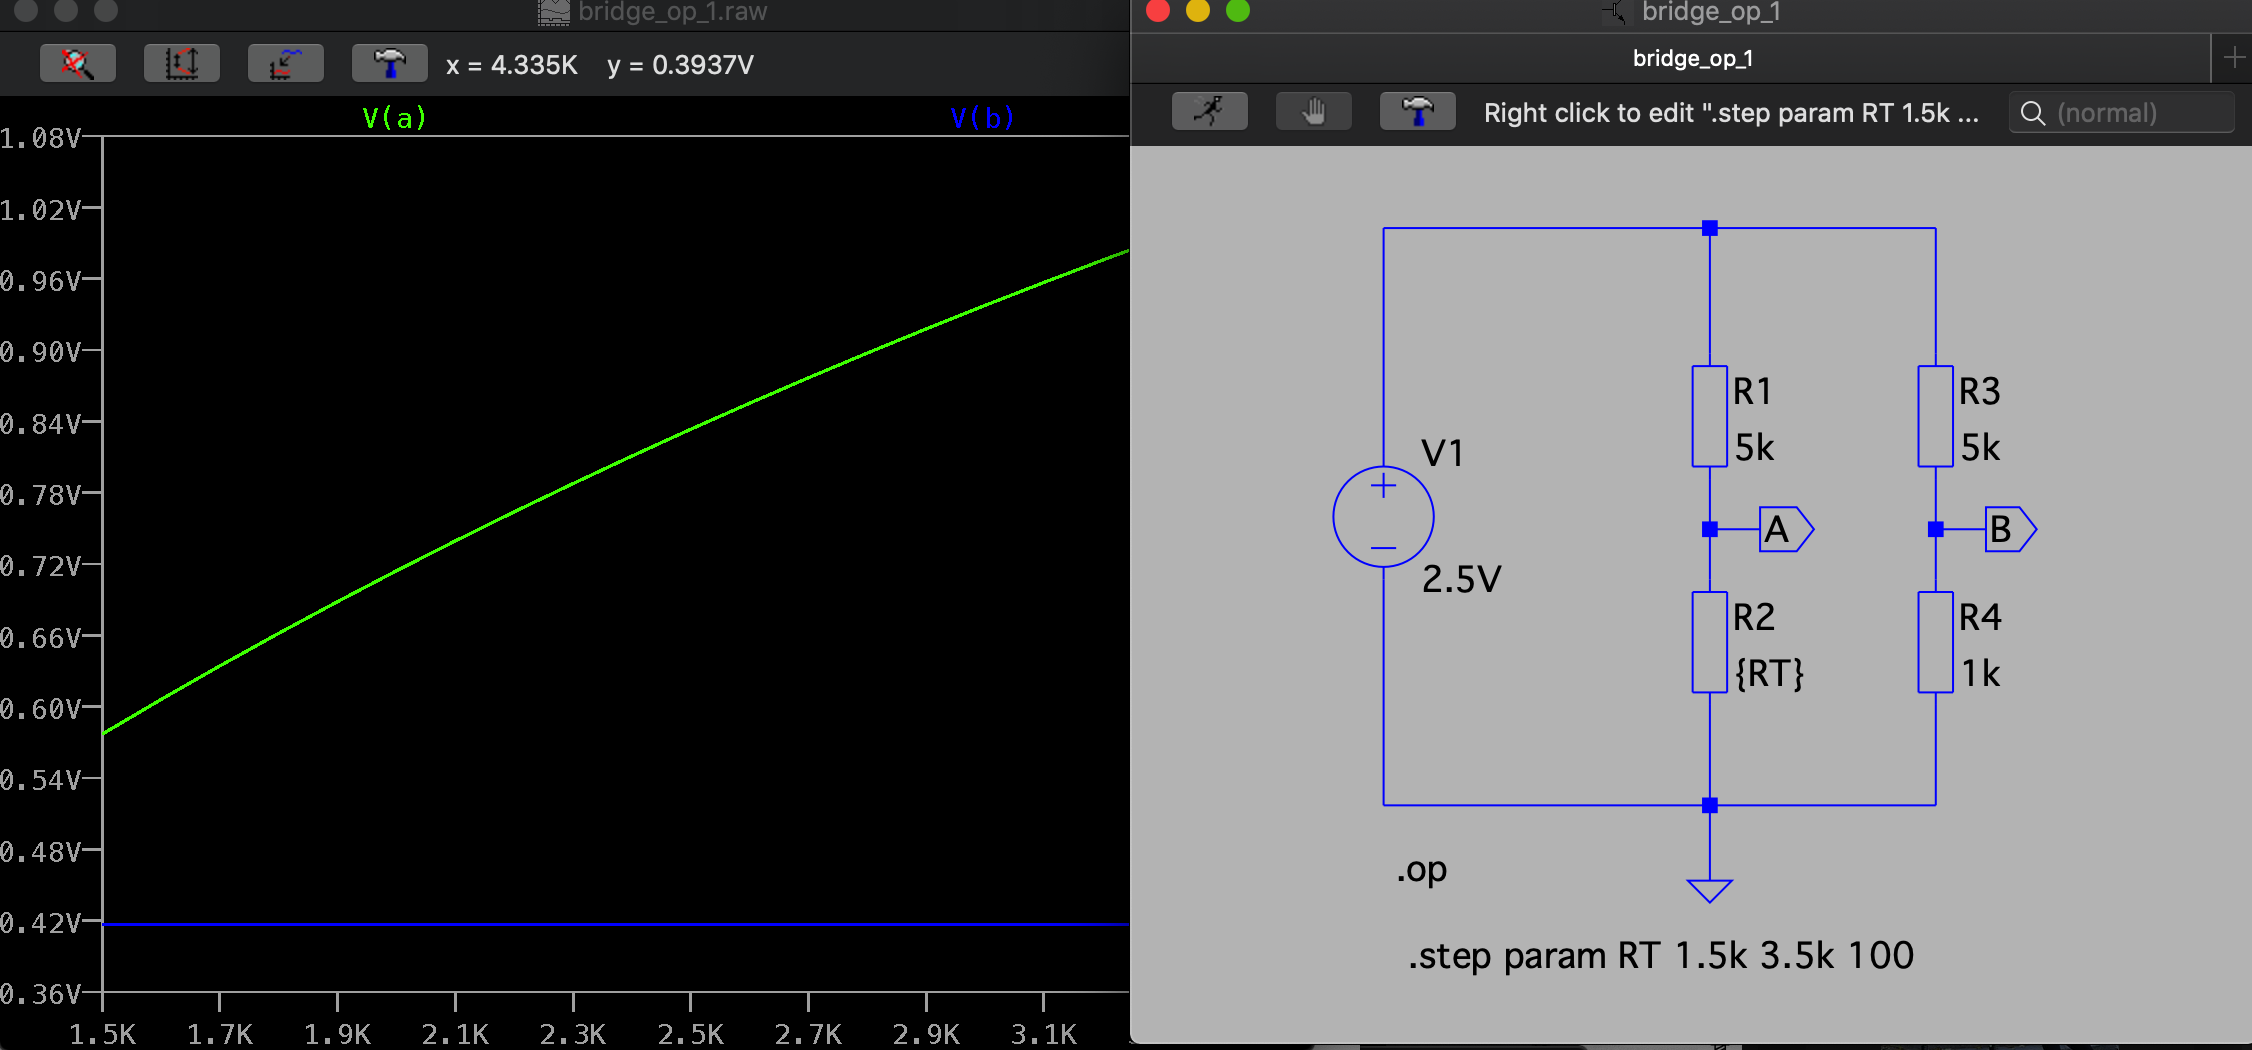 bridge_op_1.raw
x = 4.335K y = 0.3937V
V(a) V(b)
1.08V
1.02V
0.96V
0.90V
0.84V
0.78V
0.72V
0.66V
0.60V
0.54V
0.48V
0.42V
0.36V
1.5K 1.7K 1.9K 2.1K 2.3K 2.5K 2.7K 2.9K 3.1K
bridge_op_1
bridge_op_1
Right click to edit ".step param RT 1.5k ... (normal)
R1
5k
R3
5k
V1
2.5V
A
B
R2
{RT}
R4
1k
.op
.step param RT 1.5k 3.5k 100